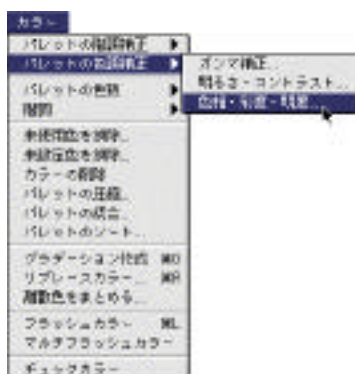 カラー
パレットの階調補正
パレットの色調補正
パレットの色数
階調
未使用色を削除...
未設定色を削除...
カラーの削除
パレットの圧縮...
パレットの統合...
パレットのソート...
グラデーション作成 ⌘D
リプレースカラー... ⌘R
離散色をまとめる...
フラッシュカラー ⌘L
マルチフラッシュカラー
チェックカラー
ガンマ補正...
明るさ・コントラスト...
色相・彩度・明度...